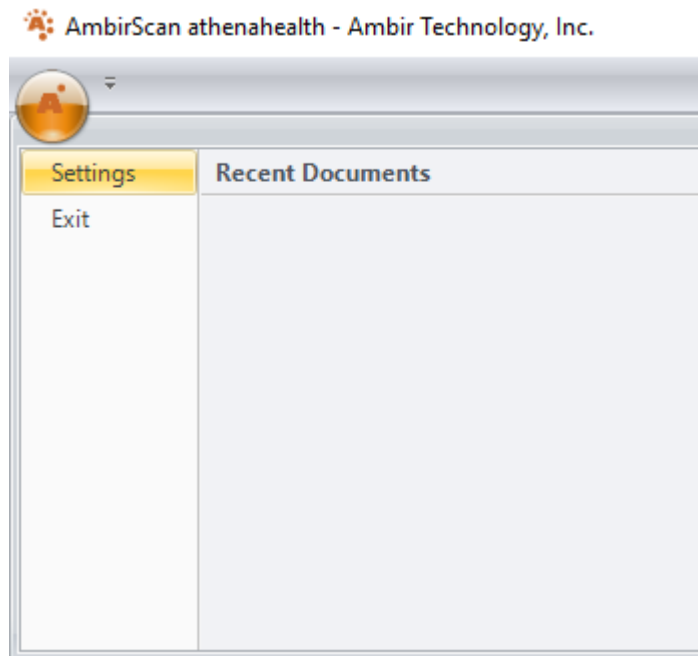 AmbirScan athenahealth - Ambir Technology, Inc.
Settings
Recent Documents
Exit